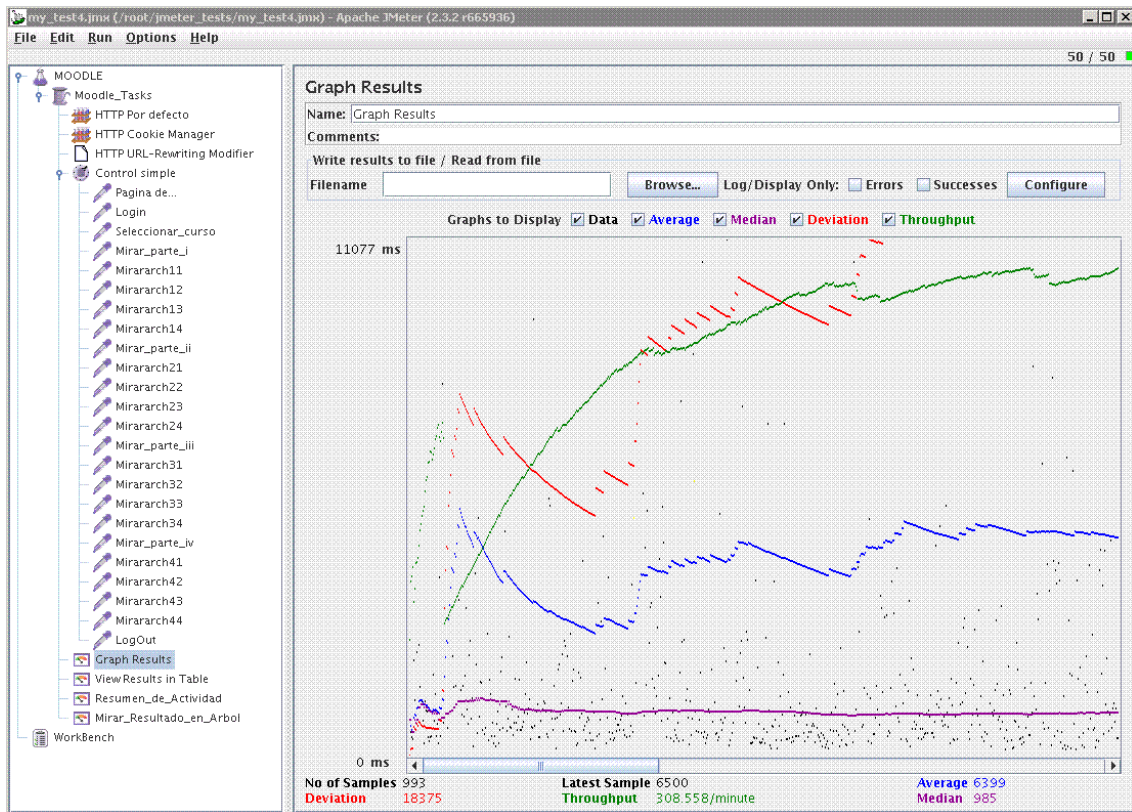 my_test4.jmx (/root/jmeter_tests/my_test4.jmx) - Apache JMeter (2.3.2 r665936)
File Edit Run Options Help
50 / 50
MOODLE
Moodle_Tasks
HTTP Por defecto
HTTP Cookie Manager
HTTP URL-Rewriting Modifier
Control simple
Pagina de...
Login
Seleccionar_curso
Mirar_parte_i
Mirararch11
Mirararch12
Mirararch13
Mirararch14
Mirar_parte_ii
Mirararch21
Mirararch22
Mirararch23
Mirararch24
Mirar_parte_iii
Mirararch31
Mirararch32
Mirararch33
Mirararch34
Mirar_parte_iv
Mirararch41
Mirararch42
Mirararch43
Mirararch44
LogOut
Graph Results
View Results in Table
Resumen_de_Actividad
Mirar_Resultado_en_Arbol
WorkBench
Graph Results
Name: Graph Results
Comments:
Write results to file / Read from file
Filename Browse... Log/Display Only: Errors Successes Configure
Graphs to Display Data Average Median Deviation Throughput
11077 ms
0 ms
No of Samples 993 Latest Sample 6500 Average 6399
Deviation 18375 Throughput 308.558/minute Median 985